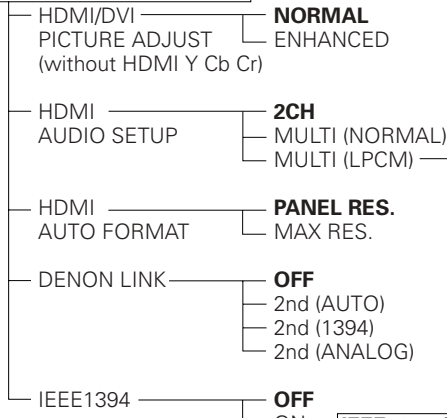 HDMI/DVI NORMAL
PICTURE ADJUST ENHANCED
(without HDMI Y Cb Cr)
HDMI 2CH
AUDIO SETUP MULTI (NORMAL)
MULTI (LPCM)
HDMI PANEL RES.
AUTO FORMAT MAX RES.
DENON LINK OFF
2nd (AUTO)
2nd (1394)
2nd (ANALOG)
IEEE1394 OFF